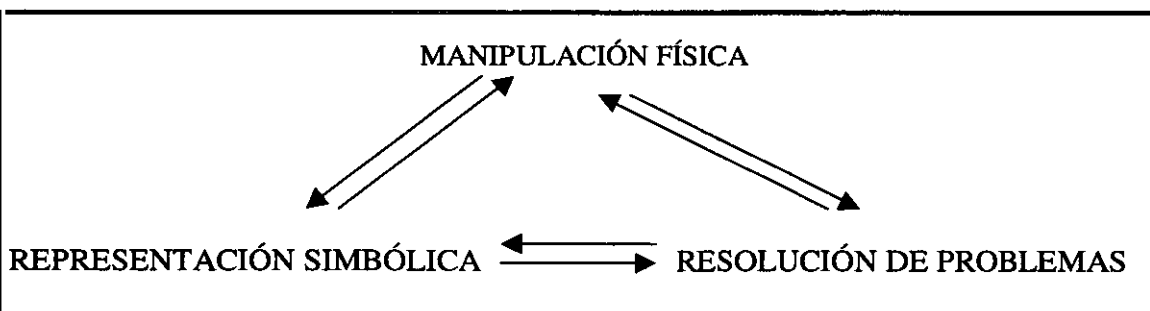 MANIPULACIÓN FÍSICA
REPRESENTACIÓN SIMBÓLICA RESOLUCIÓN DE PROBLEMAS